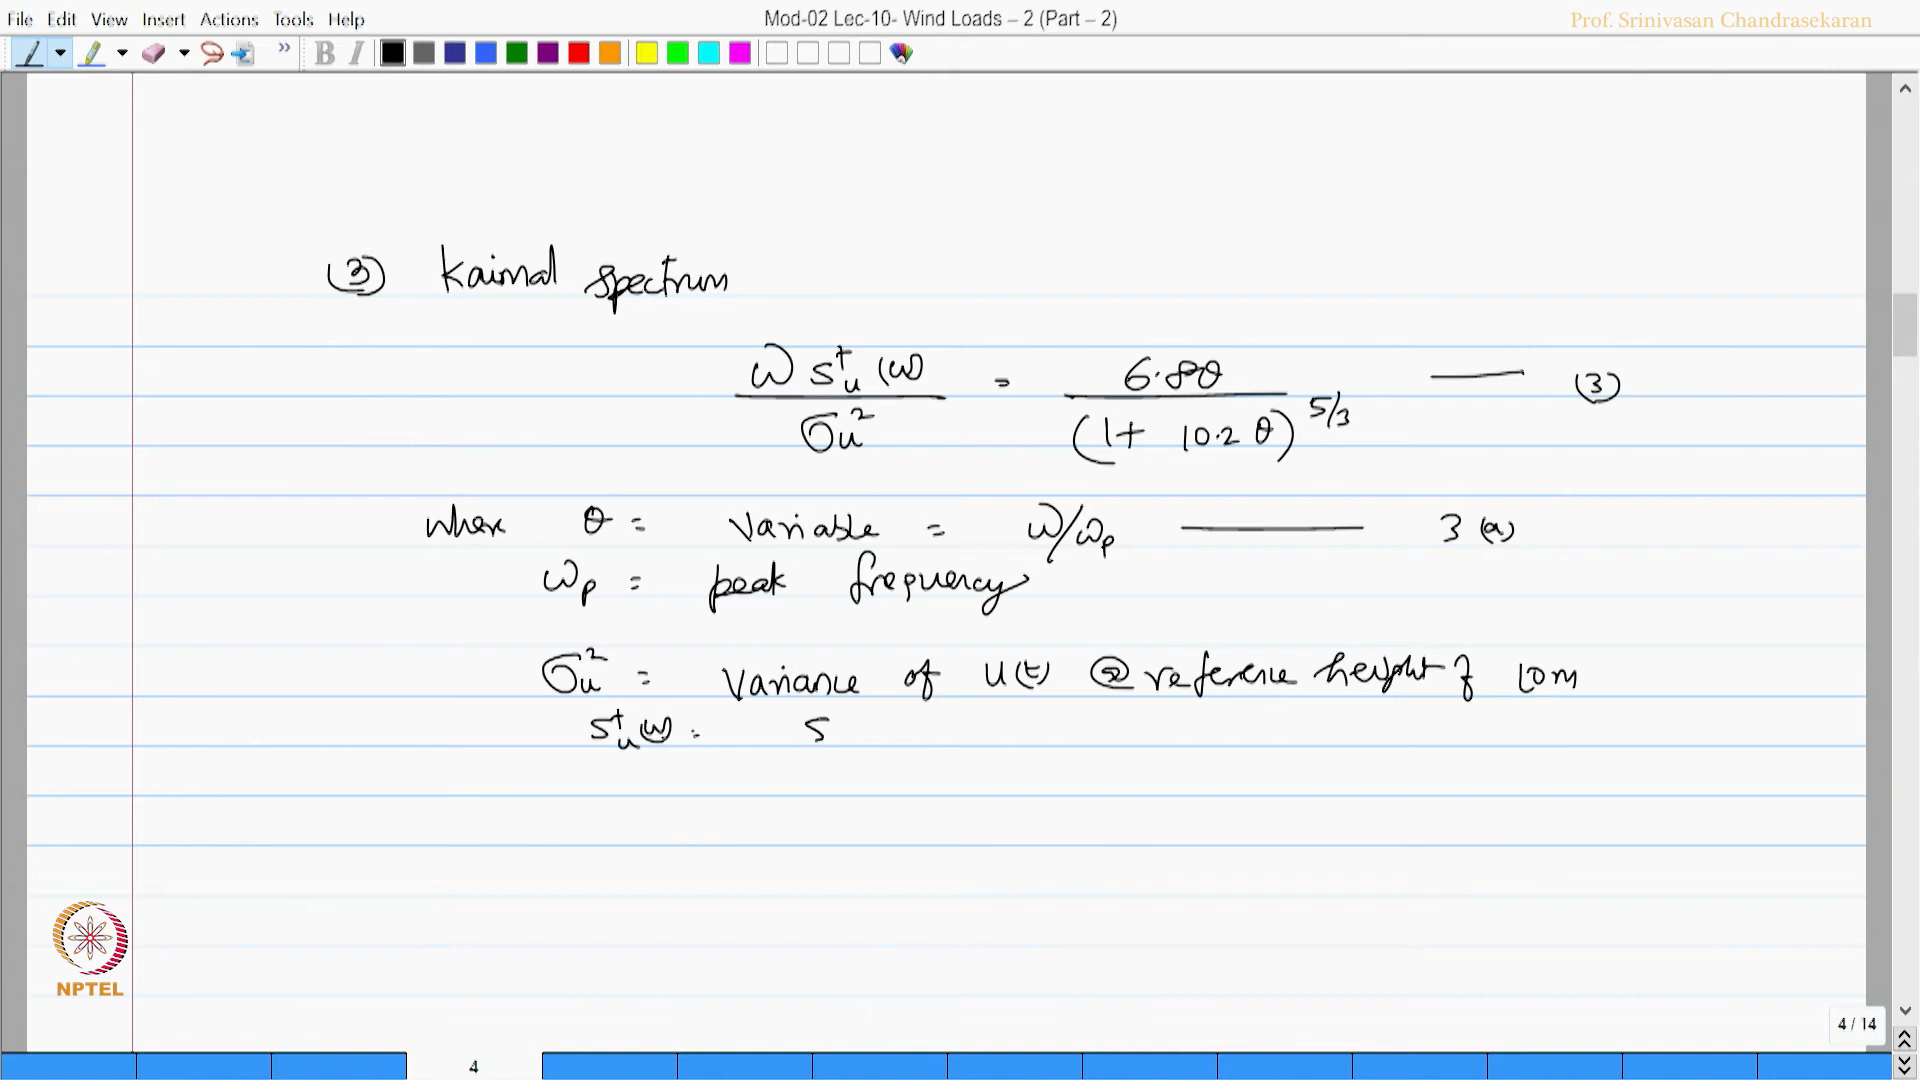 File Edit View Insert Actions Tools Help
Mod-02 Lec-10- Wind Loads – 2 (Part – 2)
Prof. Srinivasan Chandrasekaran
B I
(3) Kaimal spectrum
ω S⁺ᵤ(ω) / σᵤ² = 6.8θ / (1 + 10.2 θ)^5/3 — (3)
where θ = variable = ω/ωₚ — 3(a)
ωₚ = peak frequency
σᵤ² = variance of u(t) @ reference height of 10m
S⁺ᵤ(ω) = S
NPTEL
4 / 14
4